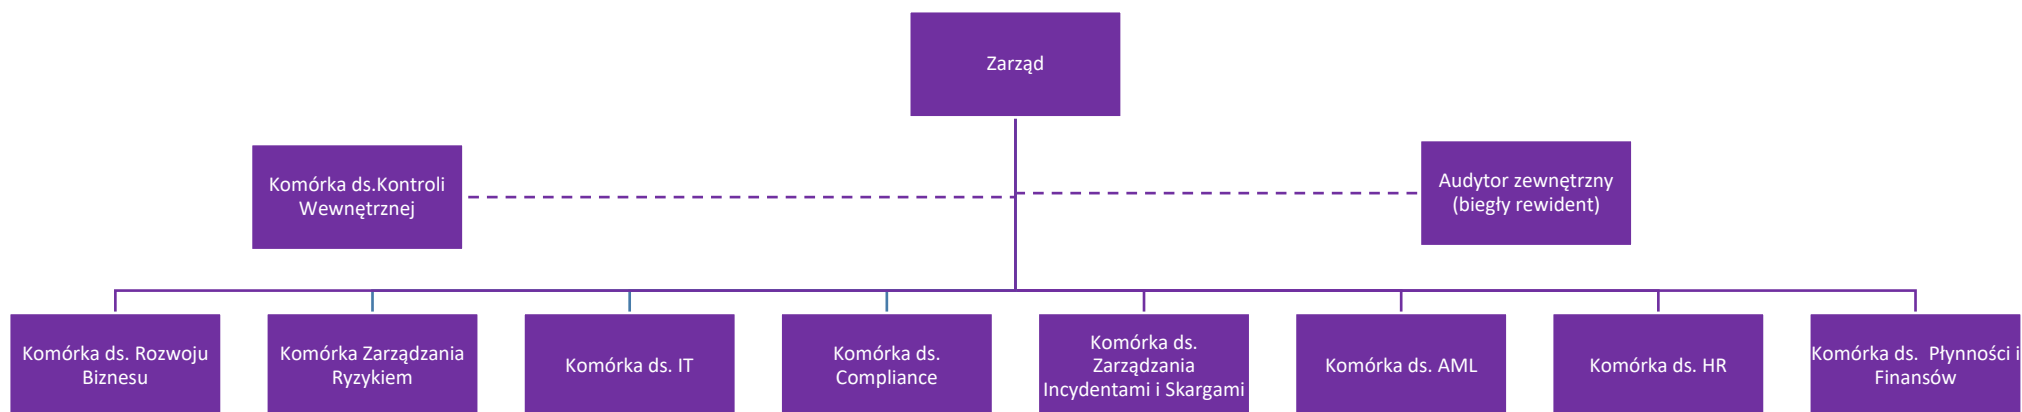 Zarząd
Komórka ds.Kontroli
Wewnętrznej
Audytor zewnętrzny
(biegły rewident)
Komórka ds. Rozwoju
Biznesu
Komórka Zarządzania
Ryzykiem
Komórka ds. IT
Komórka ds.
Compliance
Komórka ds.
Zarządzania
Incydentami i Skargami
Komórka ds. AML
Komórka ds. HR
Komórka ds.  Płynności i
Finansów